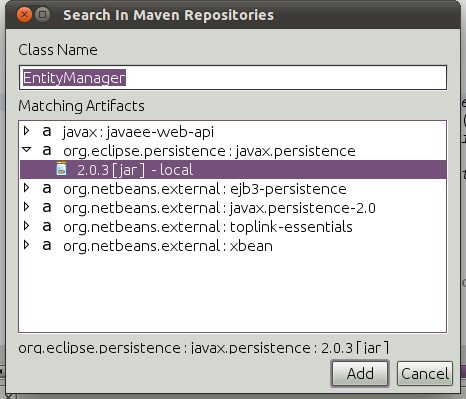 Search In Maven Repositories
Class Name
EntityManager
Matching Artifacts
a javax : javaee-web-api
a org.eclipse.persistence : javax.persistence
2.0.3 [jar] - local
a org.netbeans.external : ejb3-persistence
a org.netbeans.external : javax.persistence-2.0
a org.netbeans.external : toplink-essentials
a org.netbeans.external : xbean
org.eclipse.persistence : javax.persistence : 2.0.3 [jar]
Add Cancel